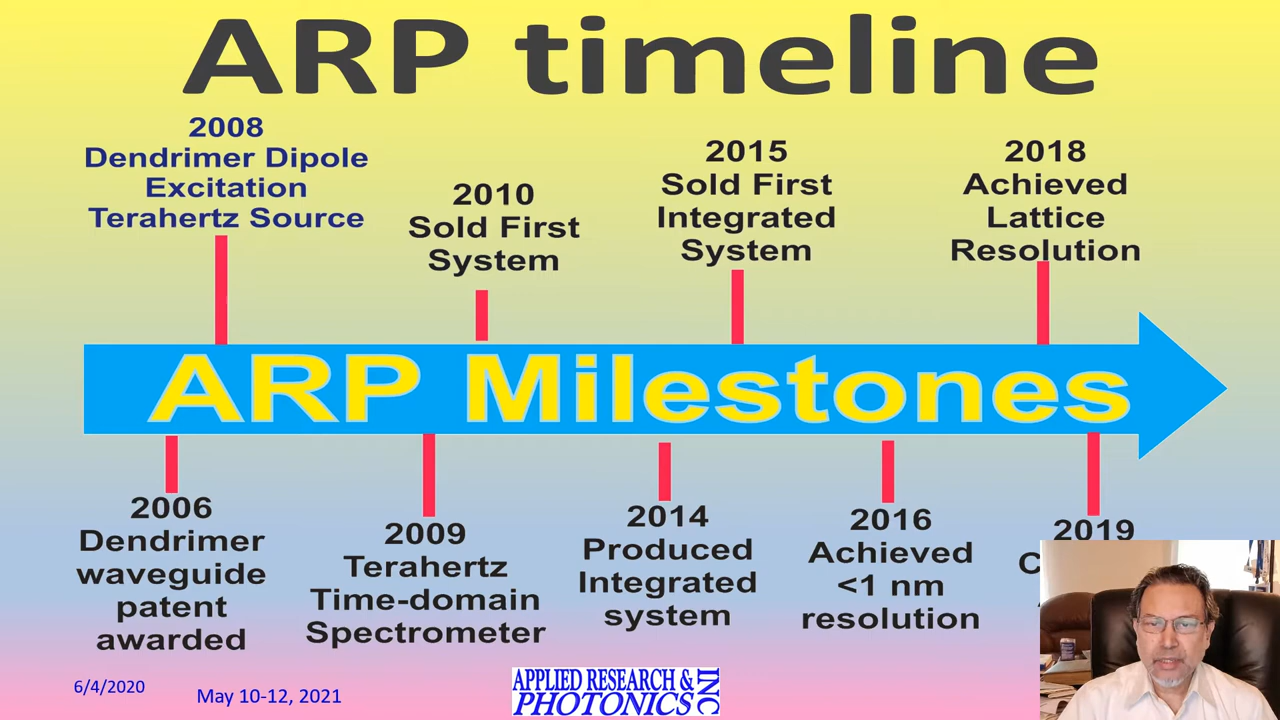 ARP timeline
2008
Dendrimer Dipole
Excitation
Terahertz Source
2010
Sold First
System
2015
Sold First
Integrated
System
2018
Achieved
Lattice
Resolution
ARP Milestones
2006
Dendrimer
waveguide
patent
awarded
2009
Terahertz
Time-domain
Spectrometer
2014
Produced
Integrated
system
2016
Achieved
<1 nm
resolution
2019
6/4/2020
May 10-12, 2021
APPLIED RESEARCH &
PHOTONICS
INC